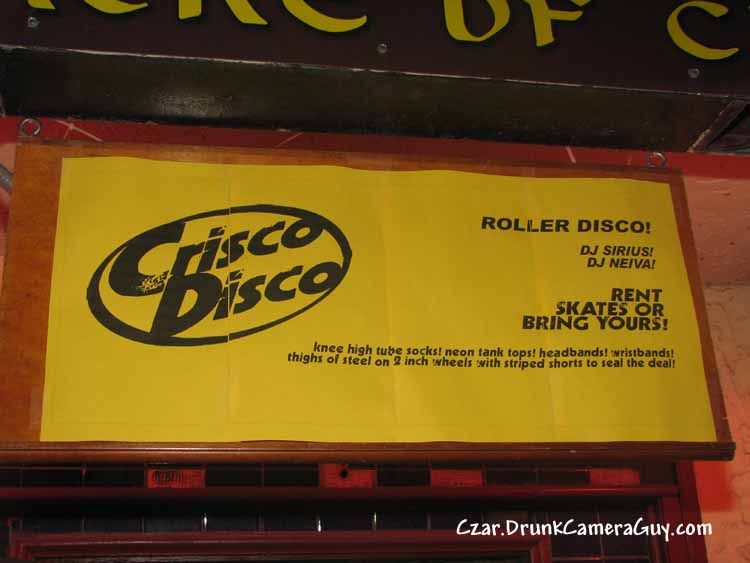 OF
Crisco
Disco
ROLLER DISCO!
DJ SIRIUS!
DJ NEIVA!
RENT
SKATES OR
BRING YOURS!
knee high tube socks! neon tank tops! headbands! wristbands!
thighs of steel on 2 inch wheels with striped shorts to seal the deal!
Czar.DrunkCameraGuy.com